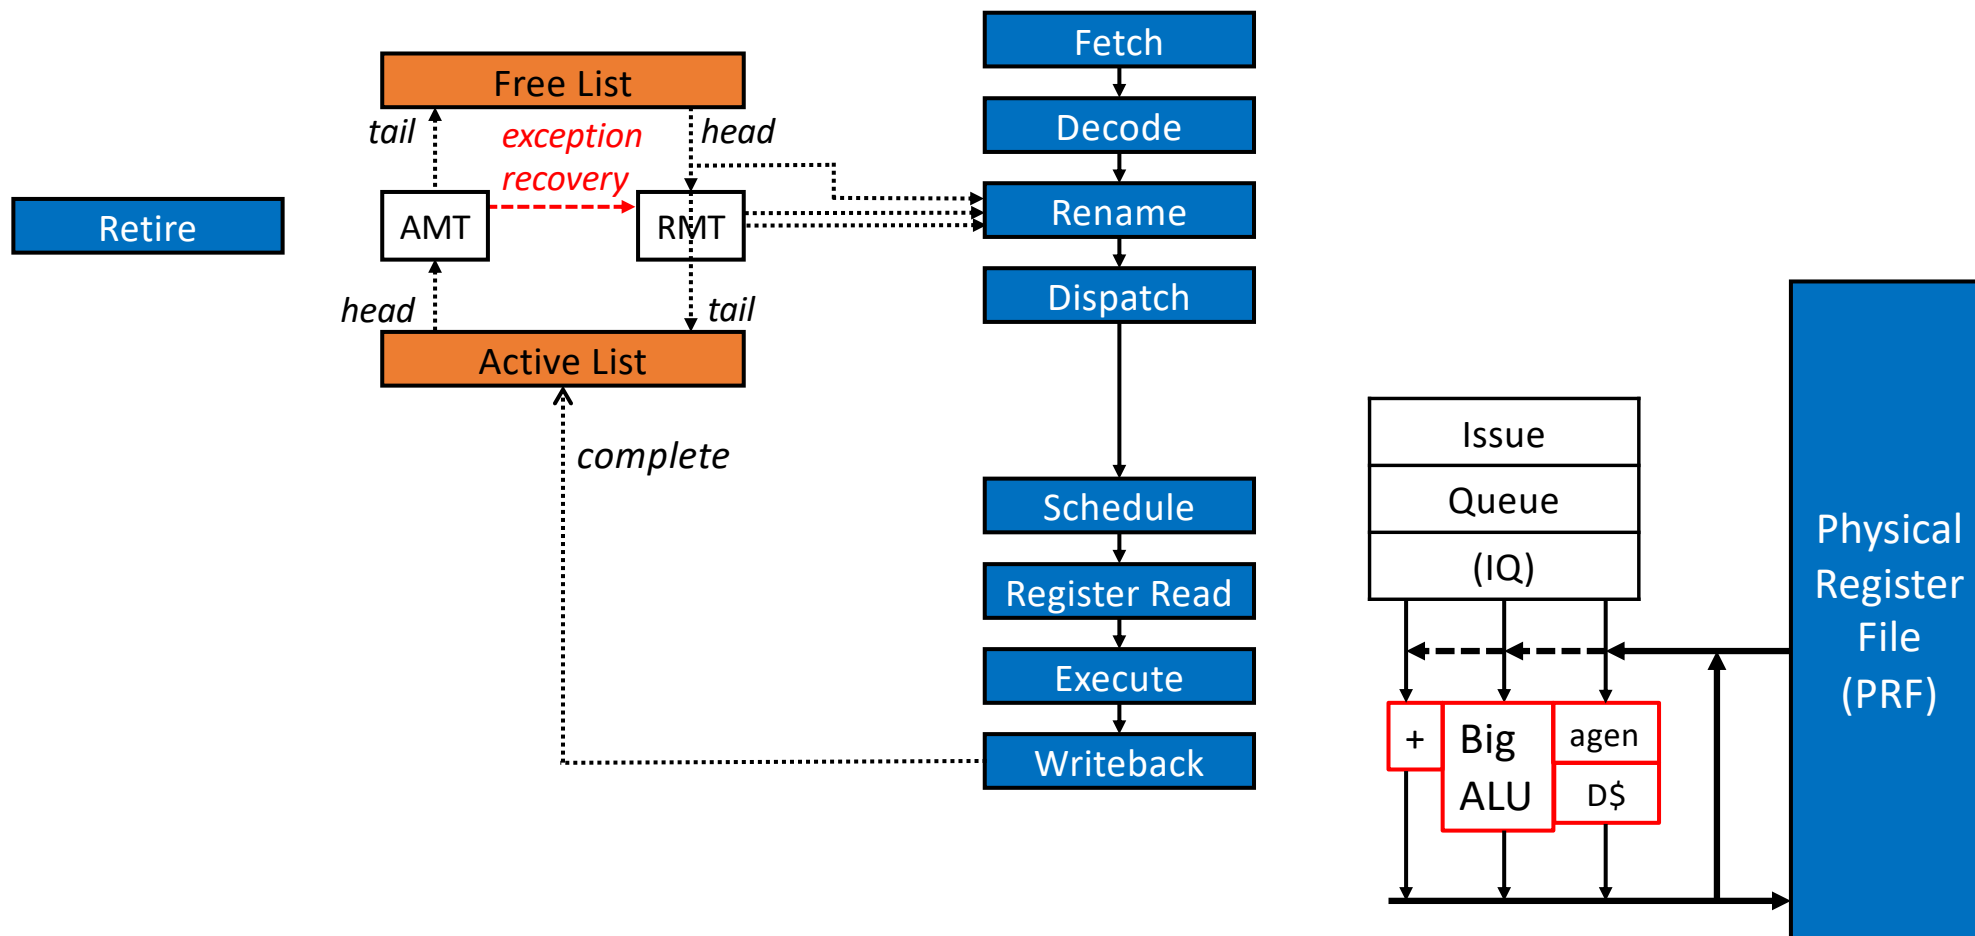 Fetch
Free List
Decode
tail
exception
head
recovery
Retire
AMT
RMT
Rename
head
tail
Dispatch
Active List
complete
Issue
Schedule
Queue
(IQ)
Register Read
Physical
Register
File
(PRF)
Execute
Writeback
+
Big
ALU
agen
D$